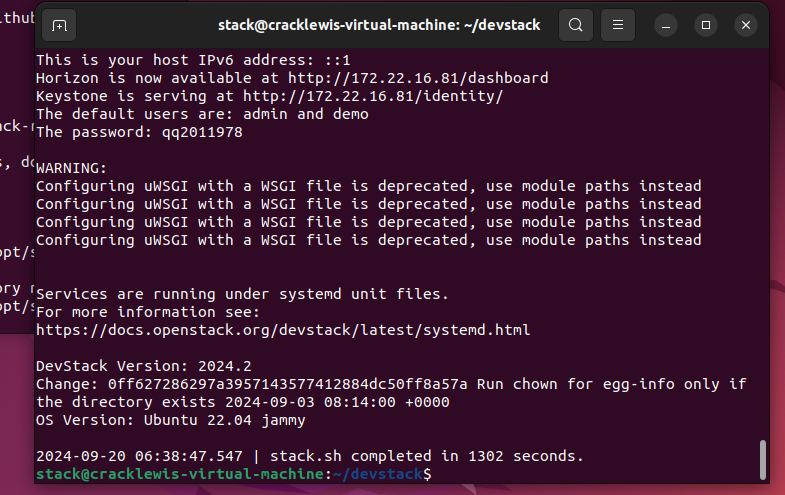 stack@cracklewis-virtual-machine: ~/devstack
This is your host IPv6 address: ::1
Horizon is now available at http://172.22.16.81/dashboard
Keystone is serving at http://172.22.16.81/identity/
The default users are: admin and demo
The password: qq2011978
WARNING:
Configuring uWSGI with a WSGI file is deprecated, use module paths instead
Configuring uWSGI with a WSGI file is deprecated, use module paths instead
Configuring uWSGI with a WSGI file is deprecated, use module paths instead
Configuring uWSGI with a WSGI file is deprecated, use module paths instead
Services are running under systemd unit files.
For more information see:
https://docs.openstack.org/devstack/latest/systemd.html
DevStack Version: 2024.2
Change: 0ff627286297a3957143577412884dc50ff8a57a Run chown for egg-info only if
the directory exists 2024-09-03 08:14:00 +0000
OS Version: Ubuntu 22.04 jammy
2024-09-20 06:38:47.547 | stack.sh completed in 1302 seconds.
stack@cracklewis-virtual-machine:~/devstack$